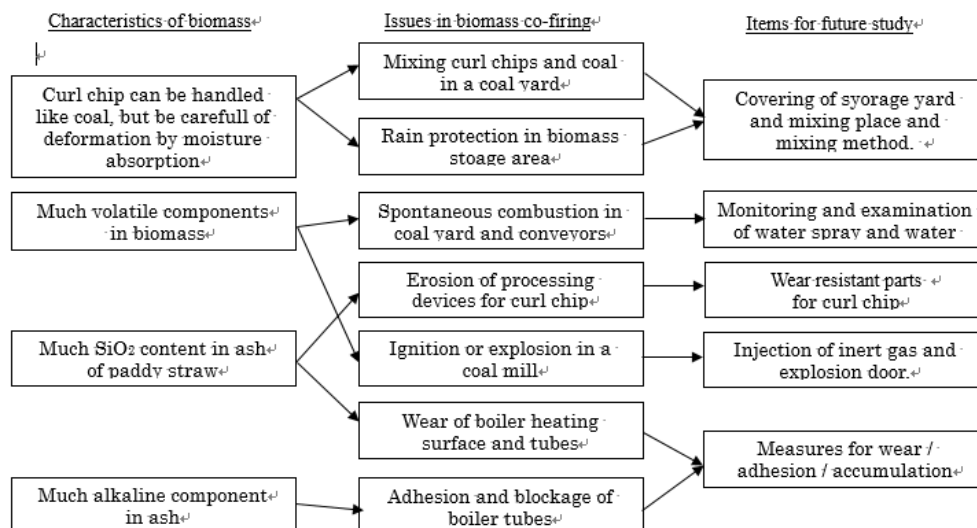 Characteristics of biomass
Issues in biomass co-firing
Items for future study
Curl chip can be handled
like coal, but be carefull of
deformation by moisture
absorption
Much volatile components
in biomass
Much SiO2 content in ash
of paddy straw
Much alkaline component
in ash
Mixing curl chips and coal
in a coal yard
Rain protection in biomass
stoage area
Spontaneous combustion in
coal yard and conveyors
Erosion of processing
devices for curl chip
Ignition or explosion in a
coal mill
Wear of boiler heating
surface and tubes
Adhesion and blockage of
boiler tubes
Covering of syorage yard
and mixing place and
mixing method.
Monitoring and examination
of water spray and water
Wear-resistant parts
for curl chip
Injection of inert gas and
explosion door.
Measures for wear /
adhesion / accumulation